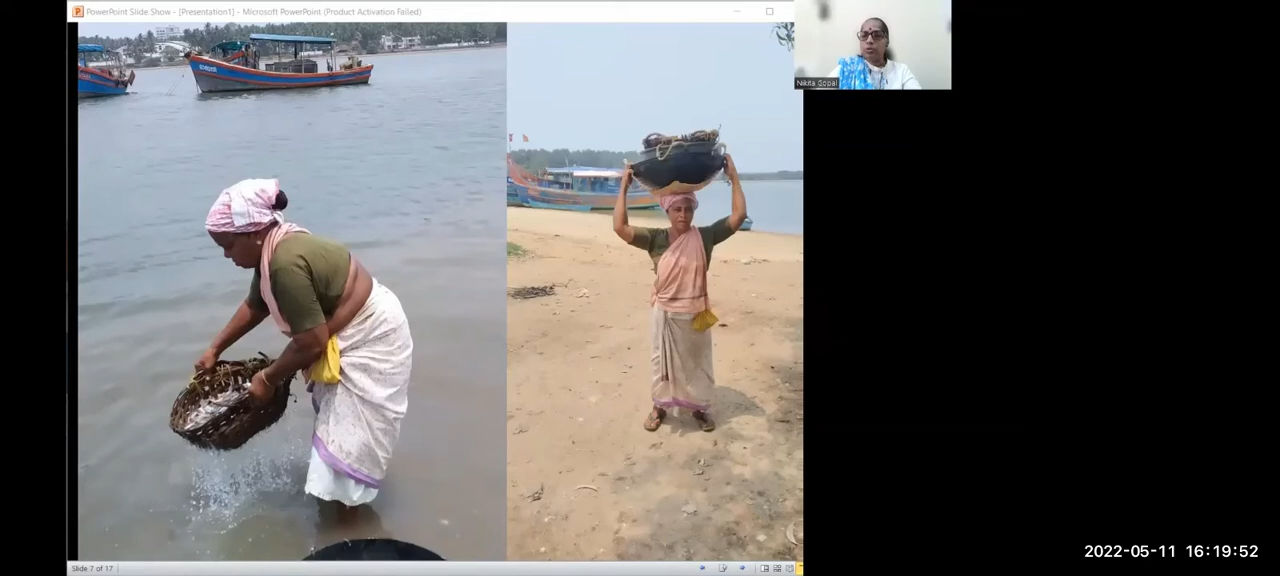 PowerPoint Slide Show - [Presentation1] - Microsoft PowerPoint (Product Activation Failed)
Nikita Gopal
2022-05-11 16:19:52
Slide 7 of 17